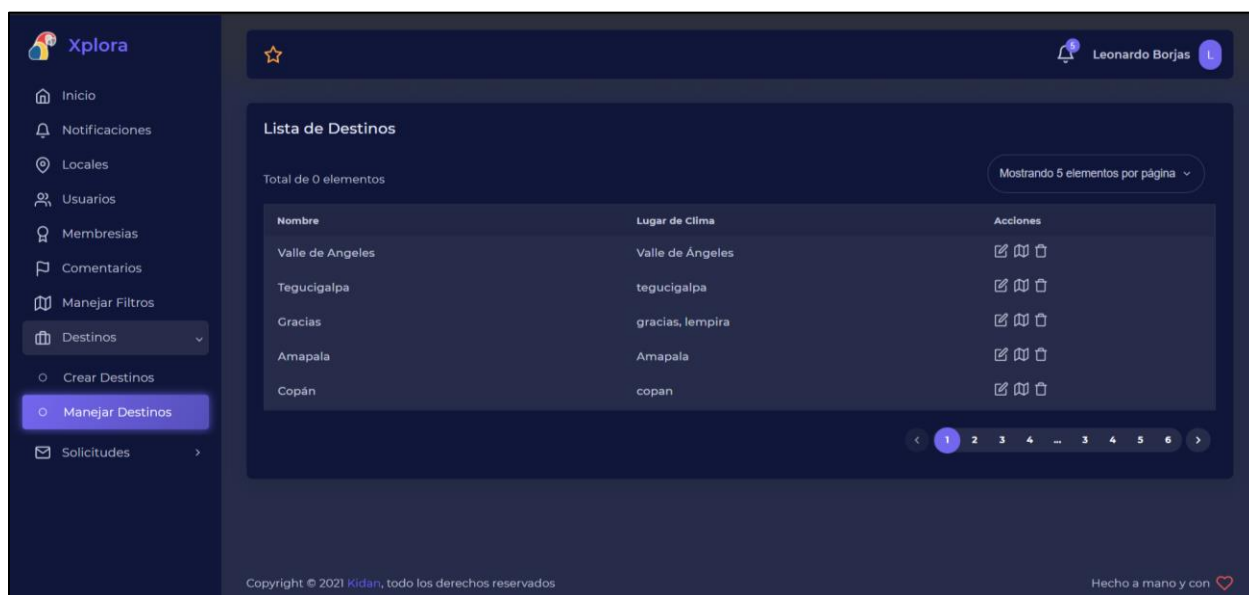 Xplora
5
Leonardo Borjas
L
Inicio
Notificaciones
Locales
Usuarios
Membresias
Comentarios
Manejar Filtros
Destinos
Crear Destinos
Manejar Destinos
Solicitudes
Lista de Destinos
Total de 0 elementos
Mostrando 5 elementos por página
Nombre Lugar de Clima Acciones
Valle de Angeles Valle de Ángeles
Tegucigalpa tegucigalpa
Gracias gracias, lempira
Amapala Amapala
Copán copan
1 2 3 4 ... 3 4 5 6
Copyright © 2021 Kidan, todo los derechos reservados
Hecho a mano y con